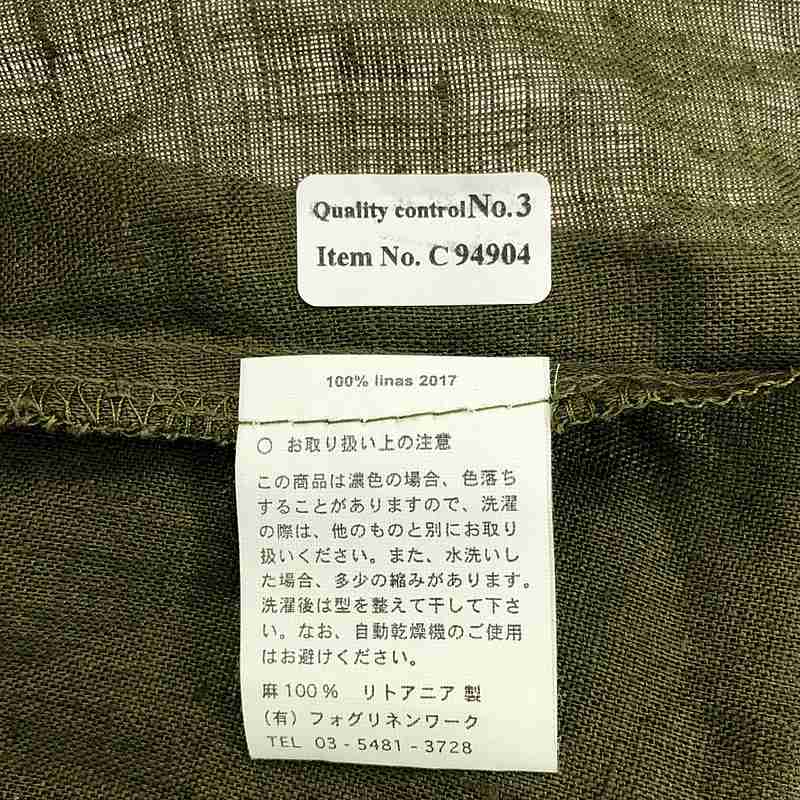 Quality control No.3
Item No. C 94904
100% linas 2017
○ お取り扱い上の注意
この商品は濃色の場合、色落ち
することがありますので、洗濯
の際は、他のものと別にお取り
扱いください。また、水洗いし
た場合、多少の縮みがあります。
洗濯後は型を整えて干して下さ
い。なお、自動乾燥機のご使用
はお避けください。
麻100% リトアニア製
(有)フォグリネンワーク
TEL 03-5481-3728